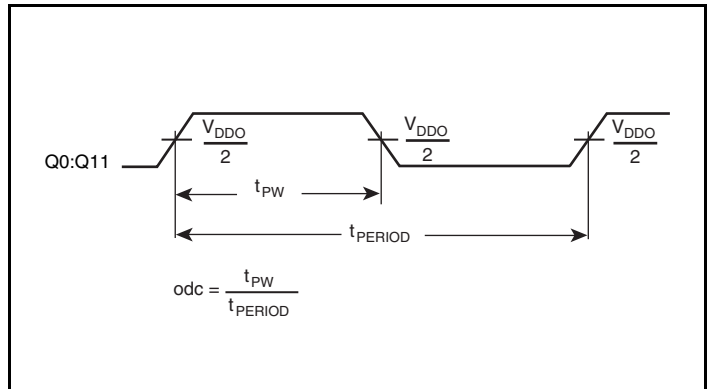 V_DDO
2
V_DDO
2
V_DDO
2
Q0:Q11
t_PW
t_PERIOD
odc = t_PW
t_PERIOD